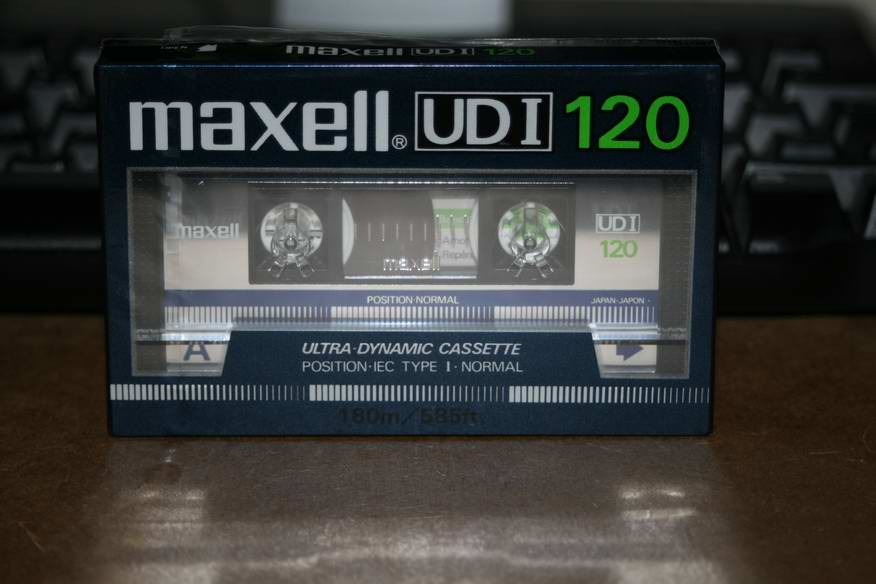 OPEN
maxell UD I 120
maxell® UD I 120
maxell
UD I
120
maxell
POSITION·NORMAL
JAPAN·JAPON·
A
ULTRA-DYNAMIC CASSETTE
POSITION·IEC TYPE I·NORMAL
180m/585ft.